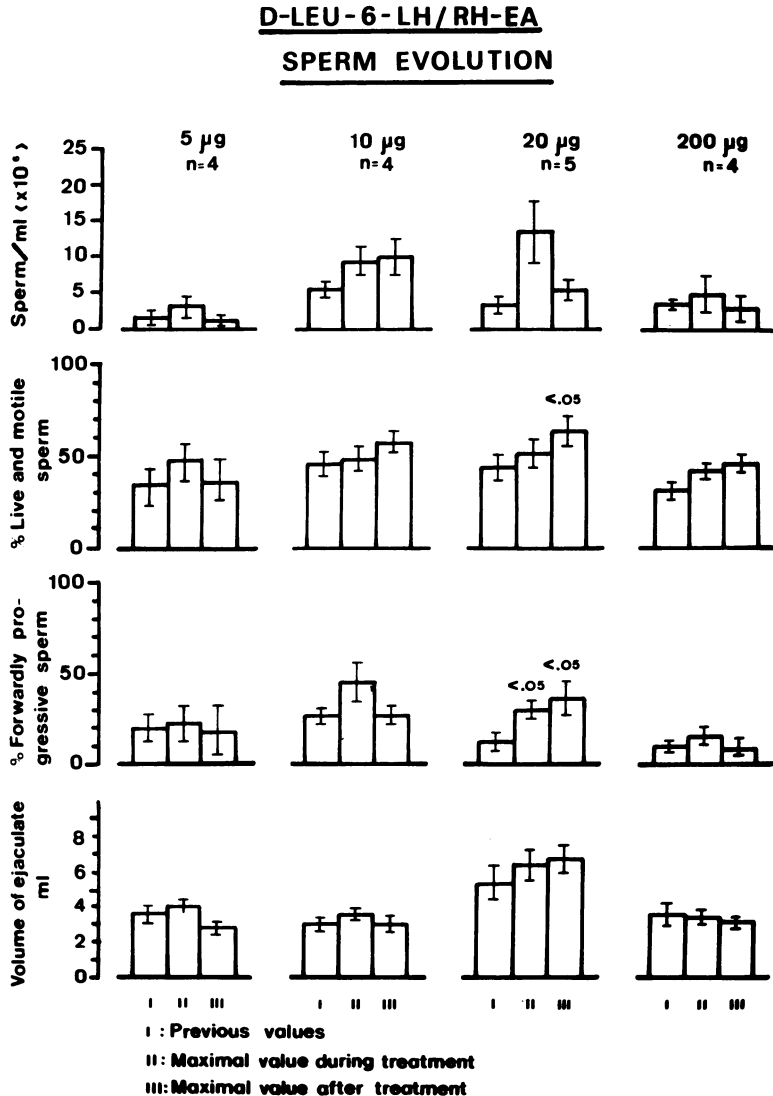 D-LEU-6-LH/RH-EA
SPERM EVOLUTION
5 µg
n=4
10 µg
n=4
20 µg
n=5
200 µg
n=4
Sperm/ml (x10⁶)
25
20
15
10
5
0
% Live and motile
sperm
100
50
0
<.05
% Forwardly pro-
gressive sperm
100
50
0
<.05
<.05
Volume of ejaculate
ml
8
6
4
2
0
I II III
I II III
I II III
I II III
I : Previous values
II: Maximal value during treatment
III: Maximal value after treatment